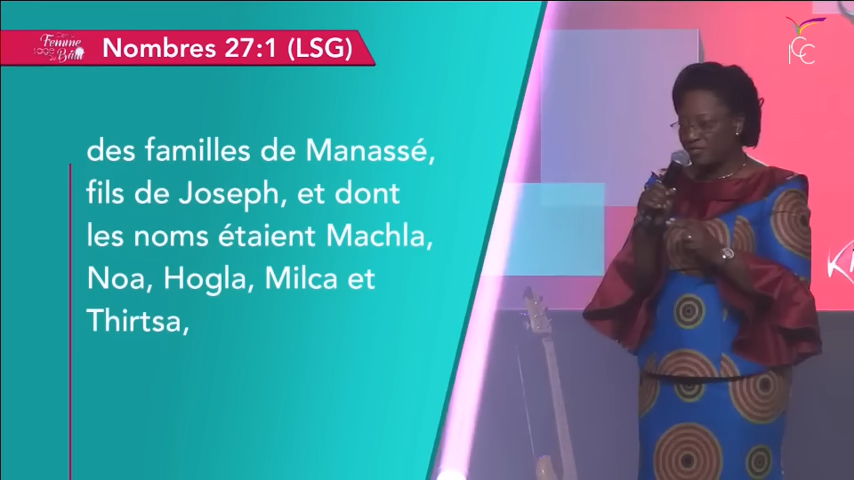 Femme
Nombres 27:1 (LSG)
ICC
des familles de Manassé,
fils de Joseph, et dont
les noms étaient Machla,
Noa, Hogla, Milca et
Thirtsa,